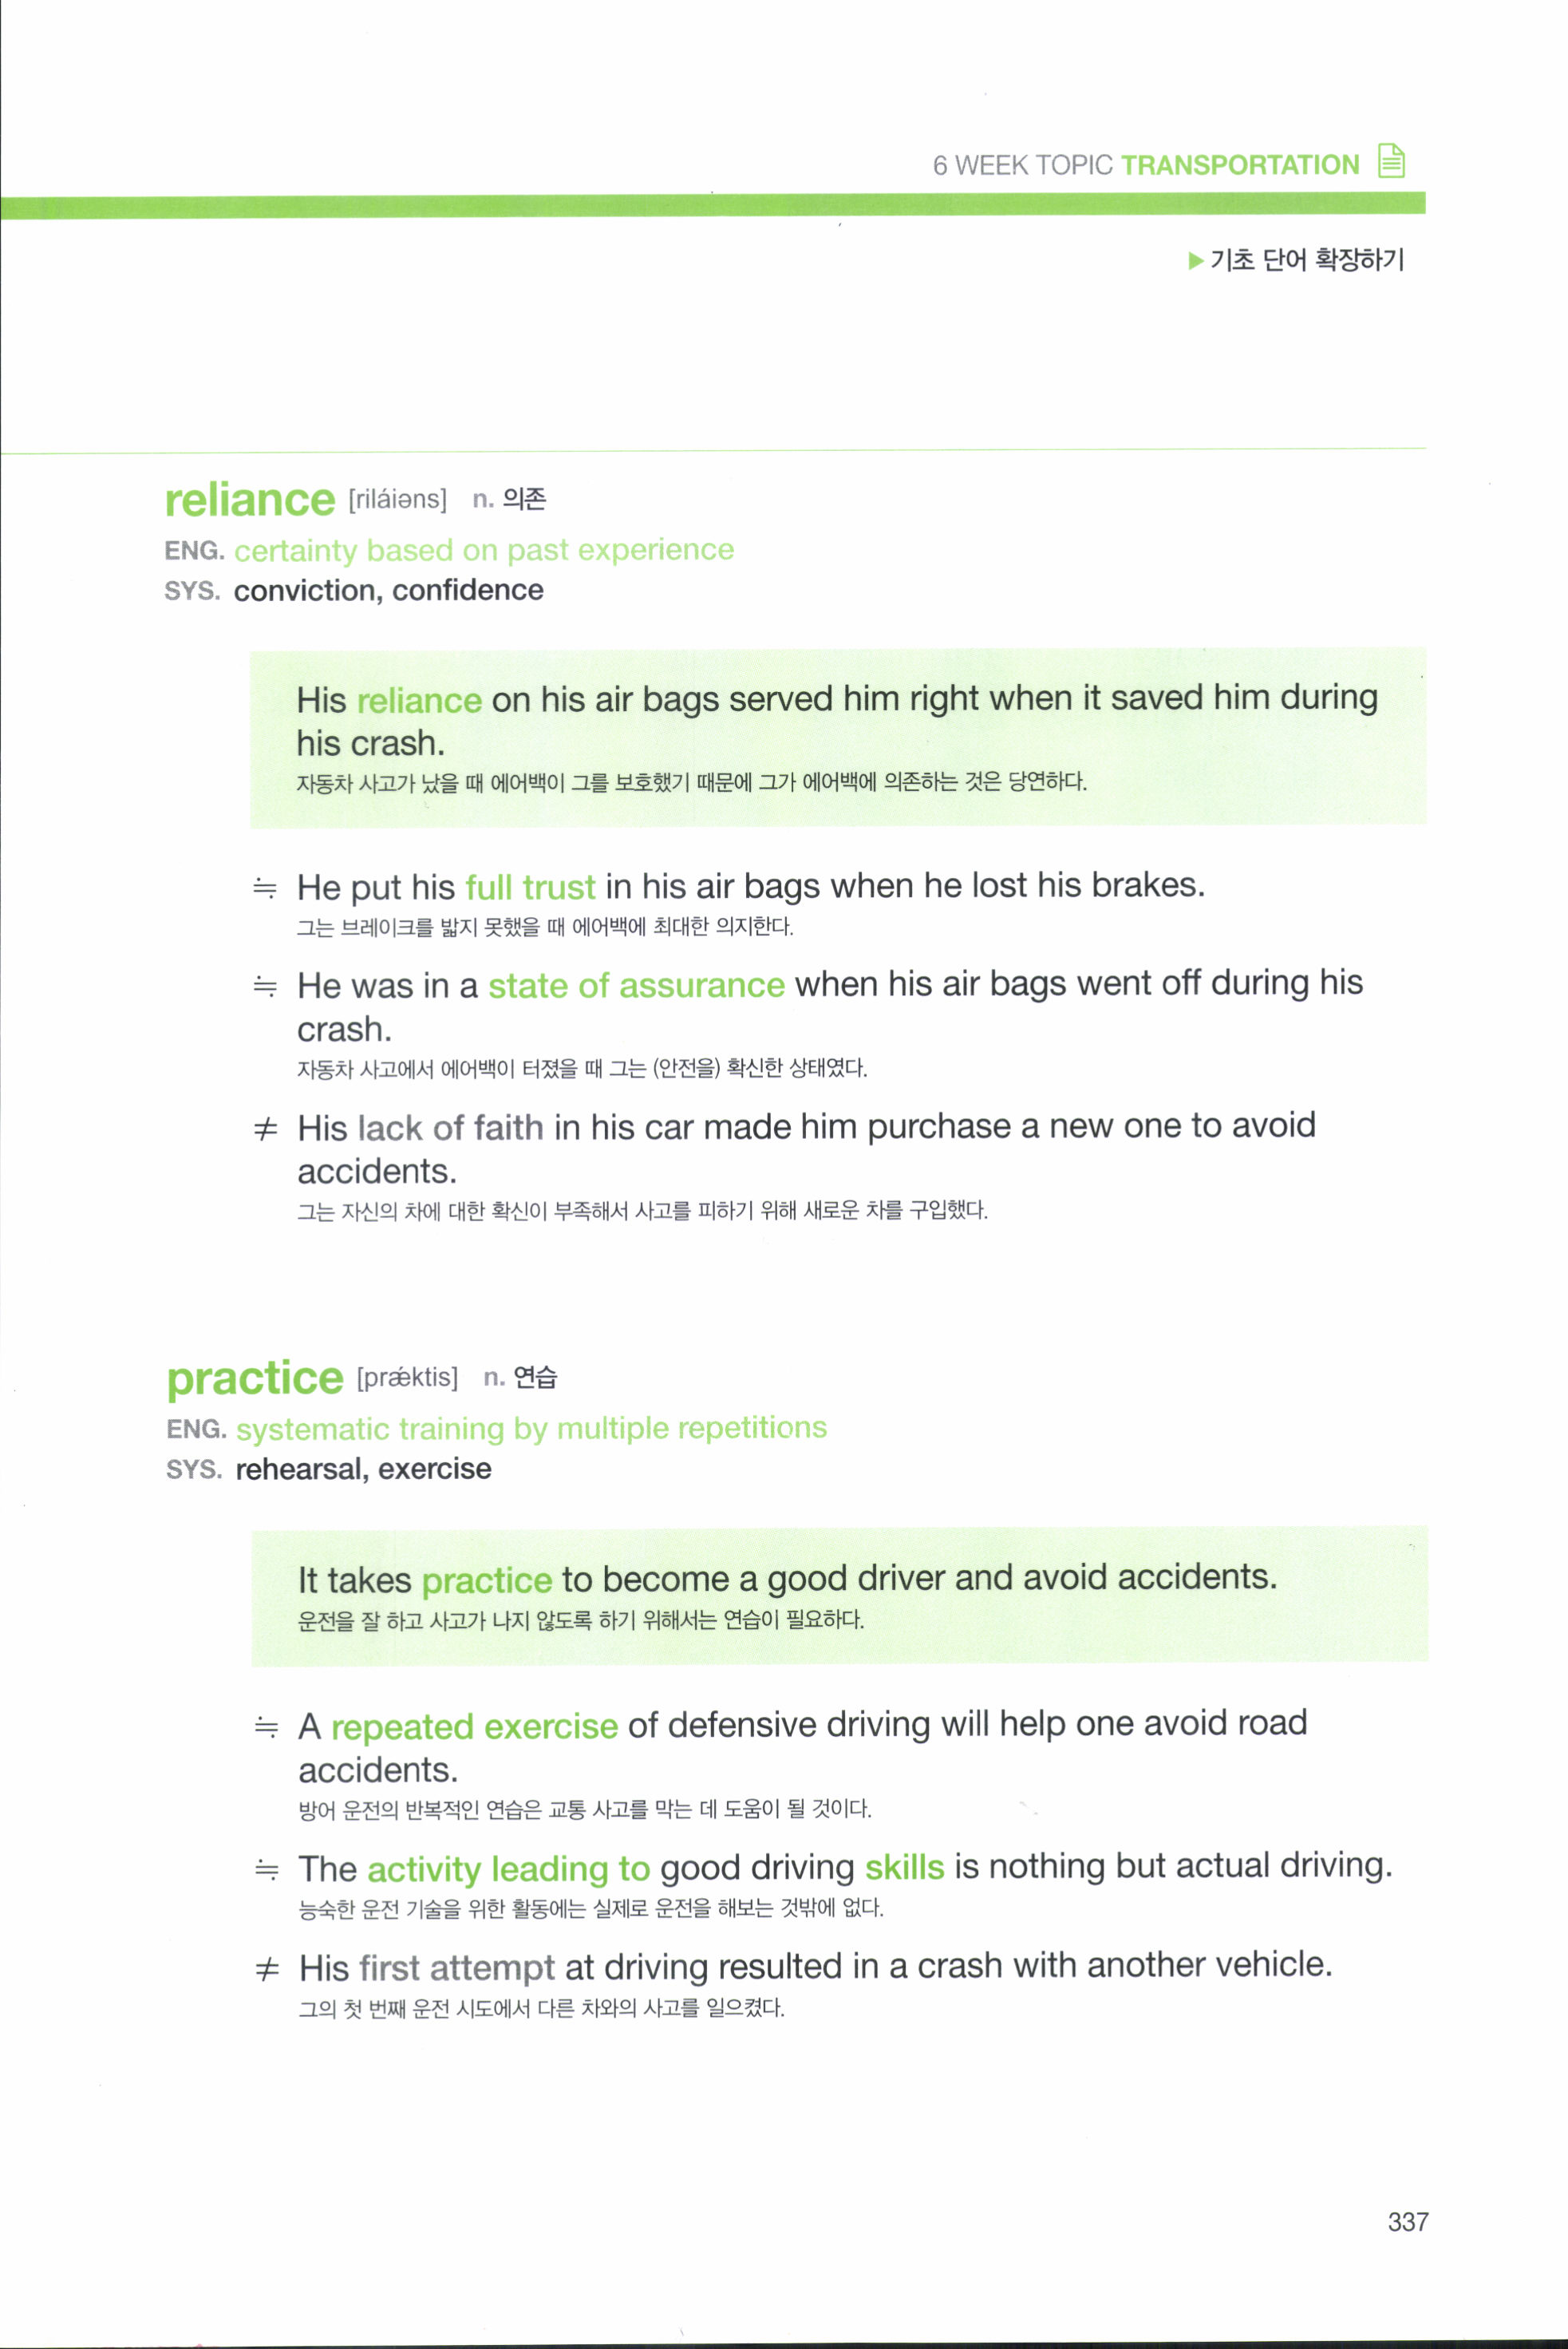 6 WEEK TOPIC TRANSPORTATION
▶ 기초 단어 확장하기
reliance [riláiəns] n. 의존
ENG. certainty based on past experience
SYS. conviction, confidence
His reliance on his air bags served him right when it saved him during
his crash.
자동차 사고가 났을 때 에어백이 그를 보호했기 때문에 그가 에어백에 의존하는 것은 당연하다.
≒ He put his full trust in his air bags when he lost his brakes.
그는 브레이크를 밟지 못했을 때 에어백에 최대한 의지한다.
≒ He was in a state of assurance when his air bags went off during his
crash.
자동차 사고에서 에어백이 터졌을 때 그는 (안전을) 확신한 상태였다.
≠ His lack of faith in his car made him purchase a new one to avoid
accidents.
그는 자신의 차에 대한 확신이 부족해서 사고를 피하기 위해 새로운 차를 구입했다.
practice [prǽktis] n. 연습
ENG. systematic training by multiple repetitions
SYS. rehearsal, exercise
It takes practice to become a good driver and avoid accidents.
운전을 잘 하고 사고가 나지 않도록 하기 위해서는 연습이 필요하다.
≒ A repeated exercise of defensive driving will help one avoid road
accidents.
방어 운전의 반복적인 연습은 교통 사고를 막는 데 도움이 될 것이다.
≒ The activity leading to good driving skills is nothing but actual driving.
능숙한 운전 기술을 위한 활동에는 실제로 운전을 해보는 것밖에 없다.
≠ His first attempt at driving resulted in a crash with another vehicle.
그의 첫 번째 운전 시도에서 다른 차와의 사고를 일으켰다.
337